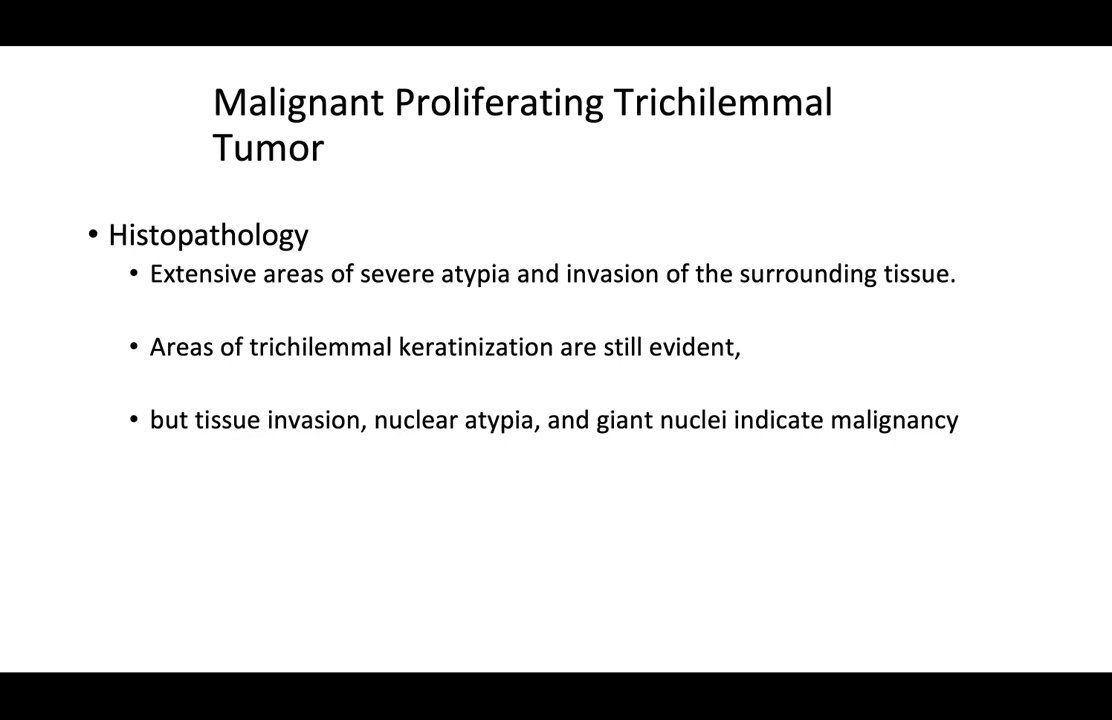 Malignant Proliferating Trichilemmal
Tumor
• Histopathology
• Extensive areas of severe atypia and invasion of the surrounding tissue.
• Areas of trichilemmal keratinization are still evident,
• but tissue invasion, nuclear atypia, and giant nuclei indicate malignancy